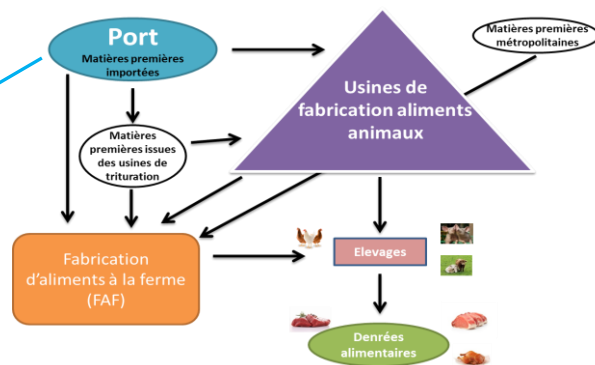 Port
Matières premières
importées
Matières premières
métropolitaines
Usines de
fabrication aliments
animaux
Matières
premières issues
des usines de
trituration
Fabrication
d'aliments à la ferme
(FAF)
Elevages
Denrées
alimentaires